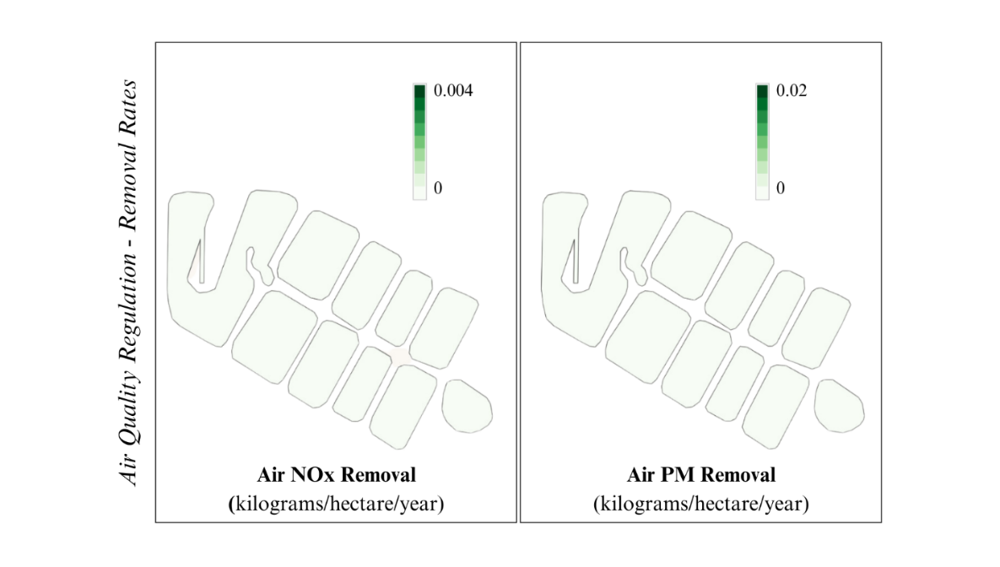 Air Quality Regulation - Removal Rates
0.004
0
Air NOx Removal
(kilograms/hectare/year)
0.02
0
Air PM Removal
(kilograms/hectare/year)